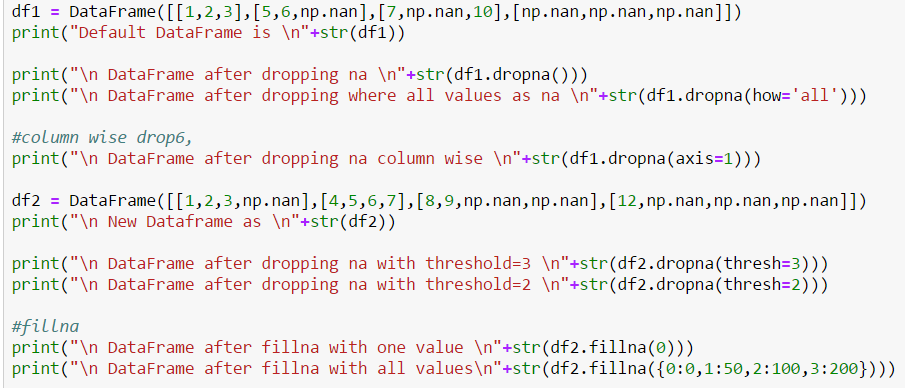 df1 = DataFrame([[1,2,3],[5,6,np.nan],[7,np.nan,10],[np.nan,np.nan,np.nan]])
print("Default DataFrame is \n"+str(df1))
print("\n DataFrame after dropping na \n"+str(df1.dropna()))
print("\n DataFrame after dropping where all values as na \n"+str(df1.dropna(how='all')))
#column wise drop6,
print("\n DataFrame after dropping na column wise \n"+str(df1.dropna(axis=1)))
df2 = DataFrame([[1,2,3,np.nan],[4,5,6,7],[8,9,np.nan,np.nan],[12,np.nan,np.nan,np.nan]])
print("\n New Dataframe as \n"+str(df2))
print("\n DataFrame after dropping na with threshold=3 \n"+str(df2.dropna(thresh=3)))
print("\n DataFrame after dropping na with threshold=2 \n"+str(df2.dropna(thresh=2)))
#fillna
print("\n DataFrame after fillna with one value \n"+str(df2.fillna(0)))
print("\n DataFrame after fillna with all values\n"+str(df2.fillna({0:0,1:50,2:100,3:200})))